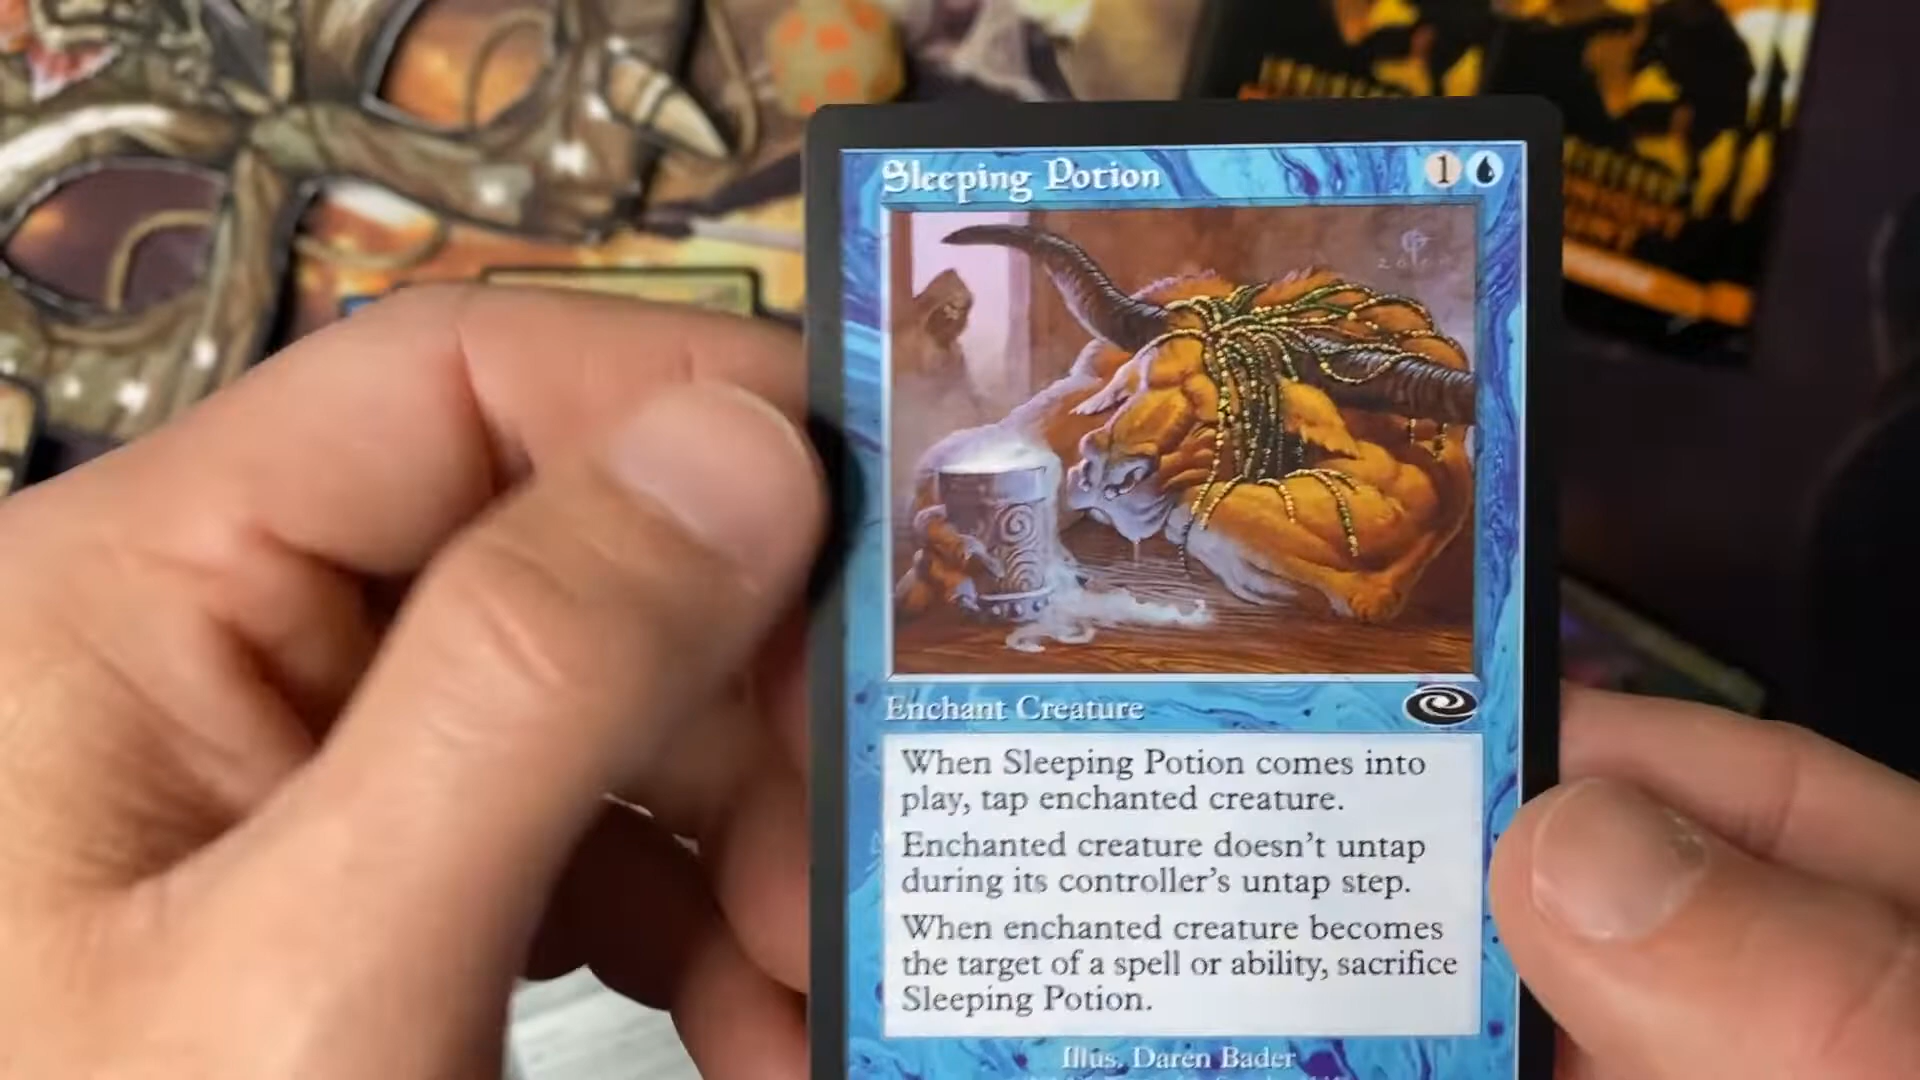 Sleeping Potion
1
Enchant Creature
When Sleeping Potion comes into
play, tap enchanted creature.
Enchanted creature doesn't untap
during its controller's untap step.
When enchanted creature becomes
the target of a spell or ability, sacrifice
Sleeping Potion.
Illus. Daren Bader